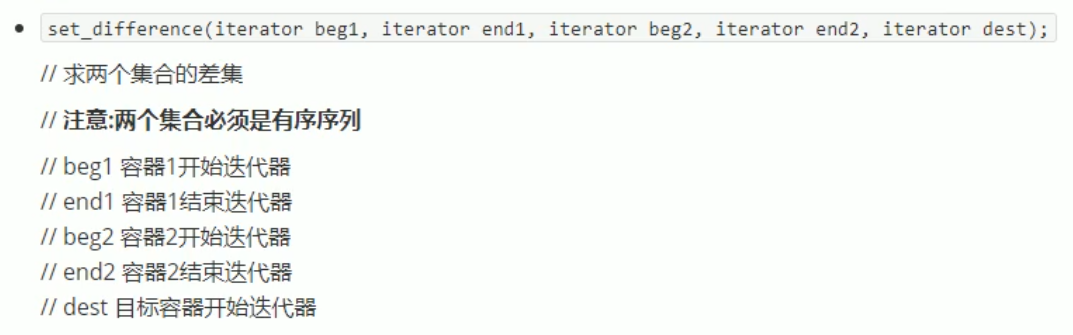 set_difference(iterator beg1, iterator end1, iterator beg2, iterator end2, iterator dest);
// 求两个集合的差集
// 注意:两个集合必须是有序序列
// beg1 容器1开始迭代器
// end1 容器1结束迭代器
// beg2 容器2开始迭代器
// end2 容器2结束迭代器
// dest 目标容器开始迭代器